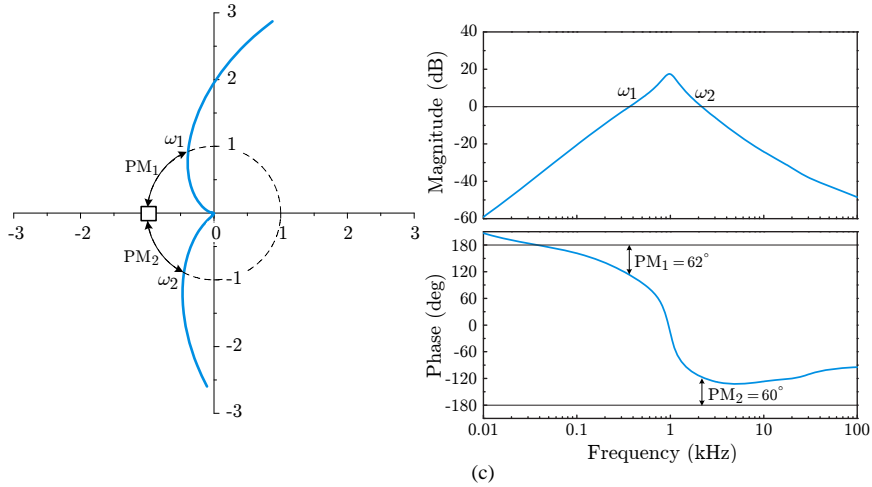 3
2
1
-1
-2
-3
-3
-2
-1
0
1
2
3
ω1
PM1
PM2
ω2
40
20
0
-20
-40
-60
Magnitude (dB)
ω1
ω2
180
120
60
0
-60
-120
-180
Phase (deg)
PM1 = 62°
PM2 = 60°
0.01
0.1
1
10
100
Frequency (kHz)
(c)